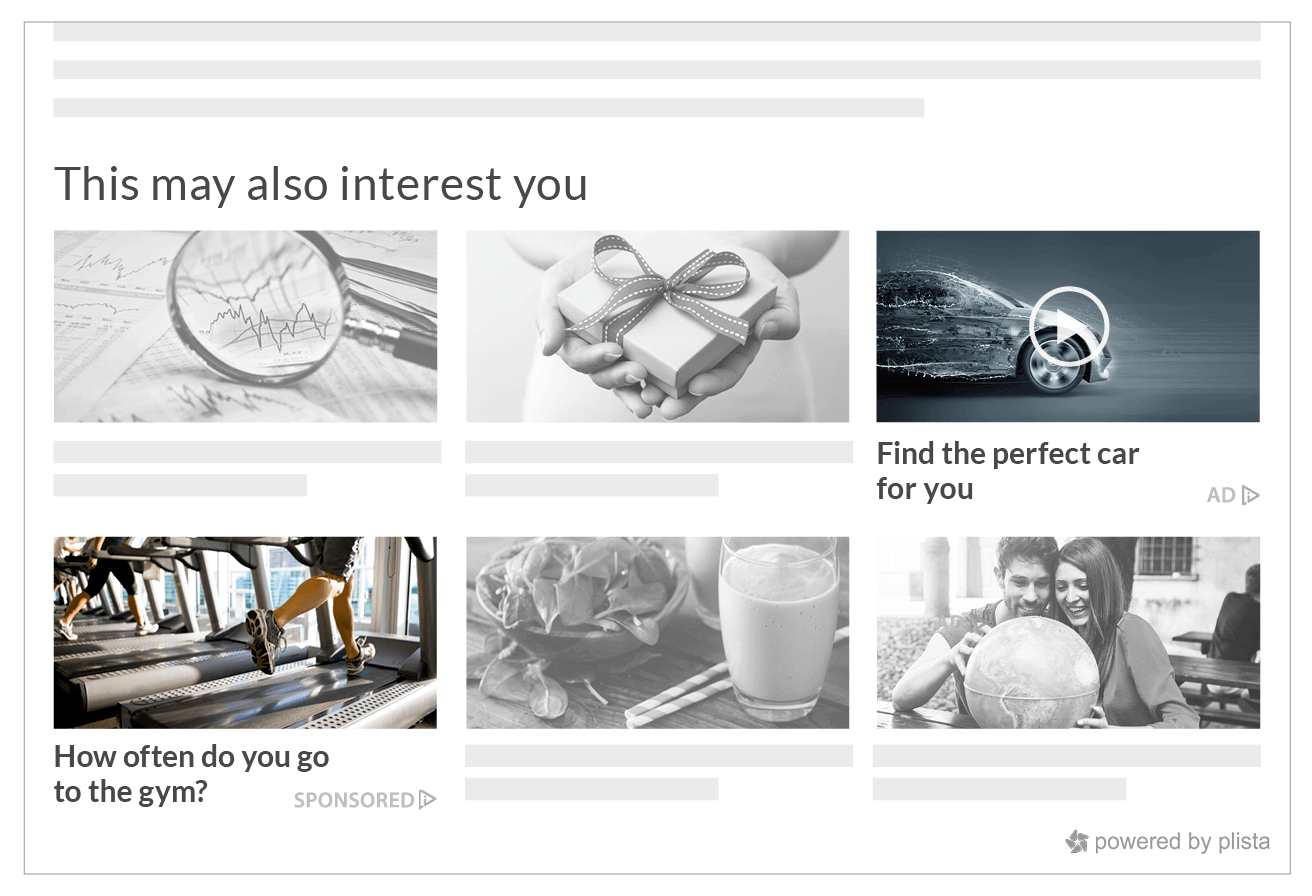 This may also interest you
Find the perfect car
for you
AD
How often do you go
to the gym?
SPONSORED
powered by plista